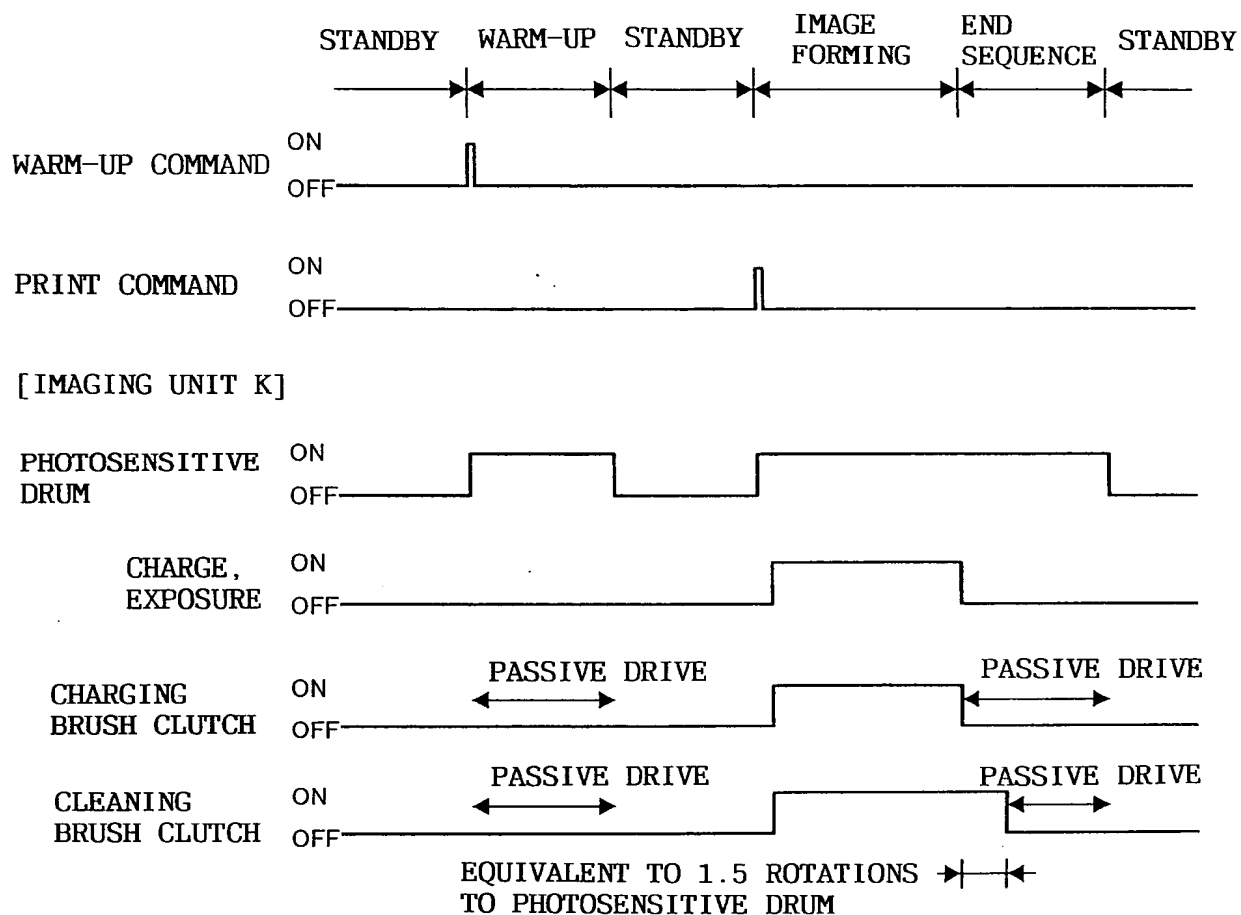 STANDBY WARM-UP STANDBY IMAGE FORMING END SEQUENCE STANDBY
WARM-UP COMMAND ON
OFF
PRINT COMMAND ON
OFF
[IMAGING UNIT K]
PHOTOSENSITIVE ON
DRUM OFF
CHARGE, ON
EXPOSURE OFF
PASSIVE DRIVE PASSIVE DRIVE
CHARGING ON
BRUSH CLUTCH OFF
PASSIVE DRIVE PASSIVE DRIVE
CLEANING ON
BRUSH CLUTCH OFF
EQUIVALENT TO 1.5 ROTATIONS
TO PHOTOSENSITIVE DRUM